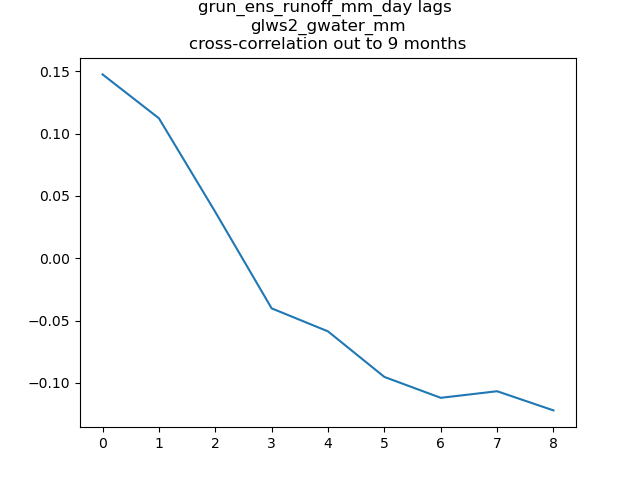 grun_ens_runoff_mm_day lags
glws2_gwater_mm
cross-correlation out to 9 months
0.15
0.10
0.05
0.00
−0.05
−0.10
0 1 2 3 4 5 6 7 8